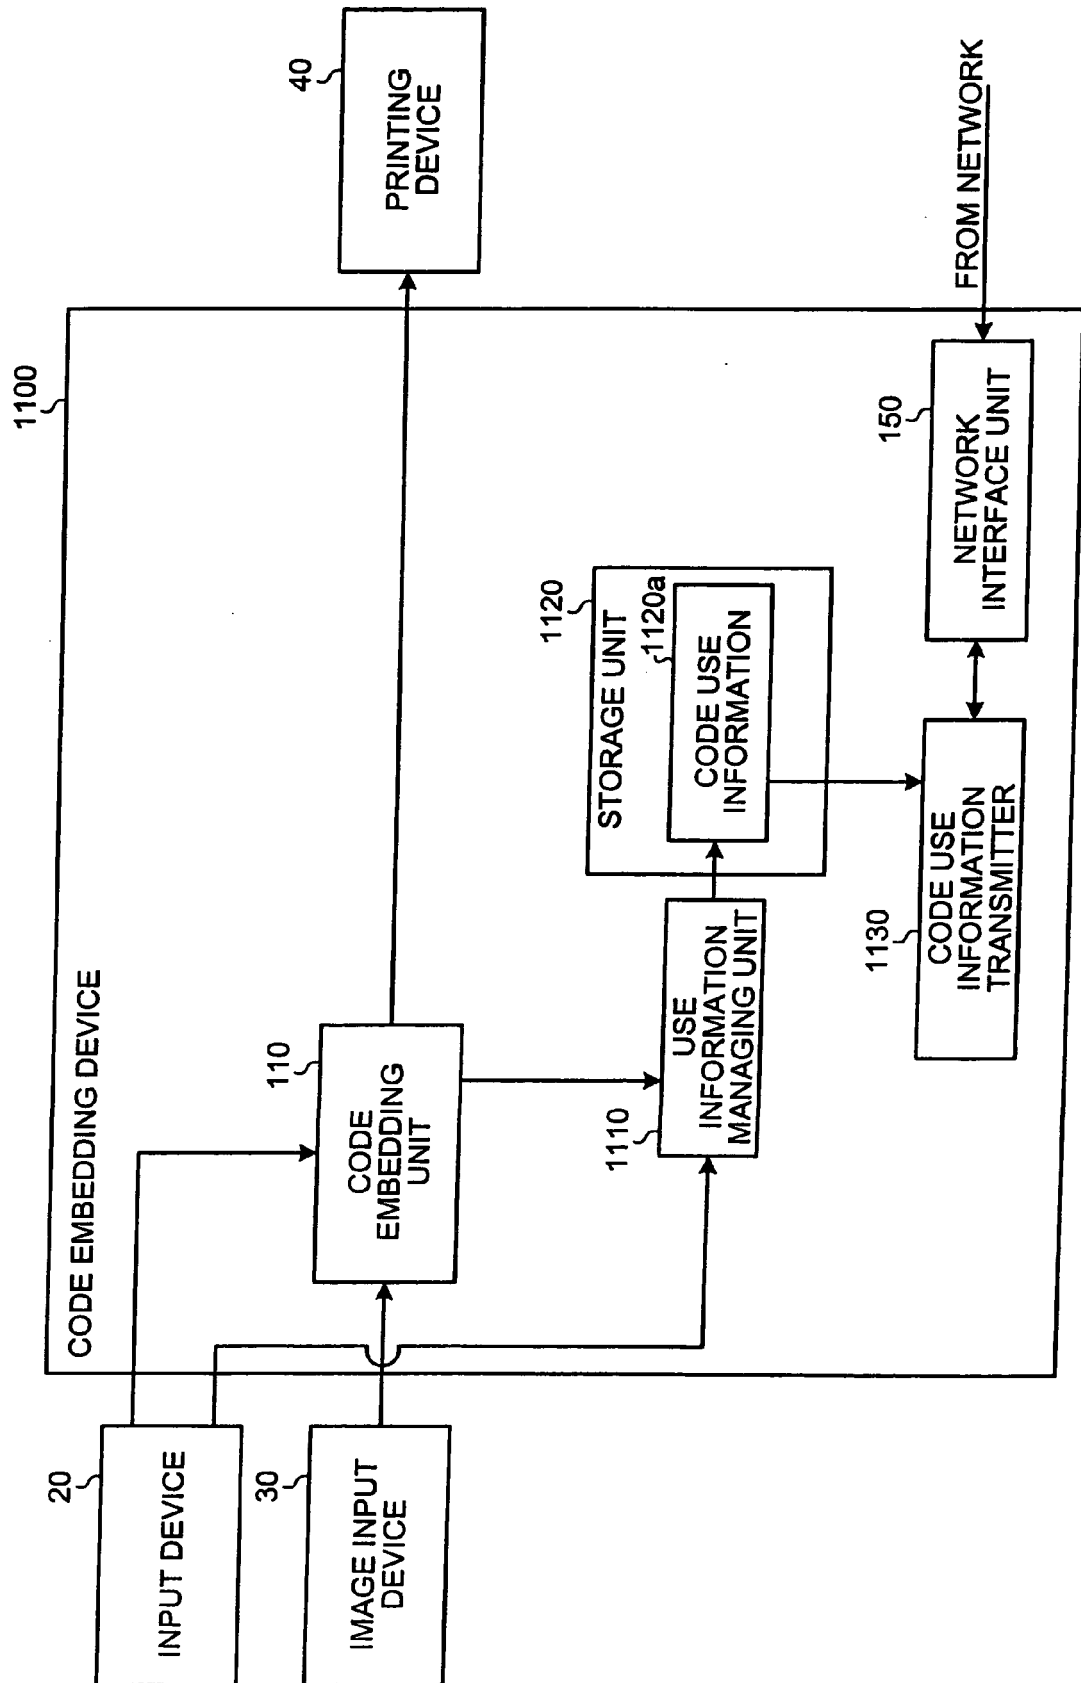 1100
CODE EMBEDDING DEVICE
20
INPUT DEVICE
30
IMAGE INPUT
DEVICE
110
CODE
EMBEDDING
UNIT
40
PRINTING
DEVICE
1110
USE
INFORMATION
MANAGING UNIT
1120
STORAGE UNIT
1120a
CODE USE
INFORMATION
1130
CODE USE
INFORMATION
TRANSMITTER
150
NETWORK
INTERFACE UNIT
FROM NETWORK